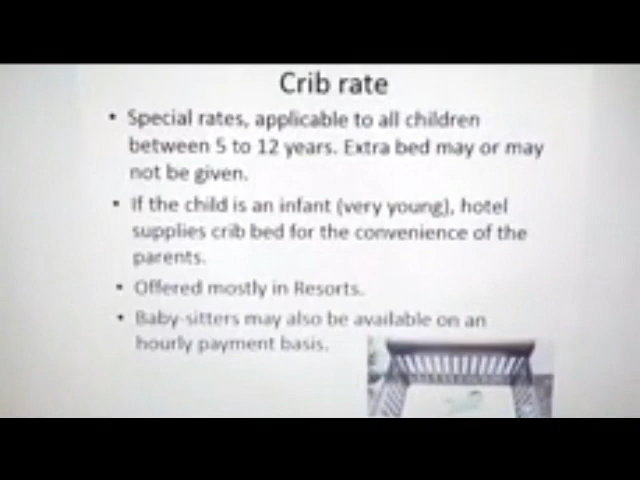 Crib rate
• Special rates, applicable to all children
between 5 to 12 years. Extra bed may or may
not be given.
• If the child is an infant (very young), hotel
supplies crib bed for the convenience of the
parents.
• Offered mostly in Resorts.
• Baby-sitters may also be available on an
hourly payment basis.